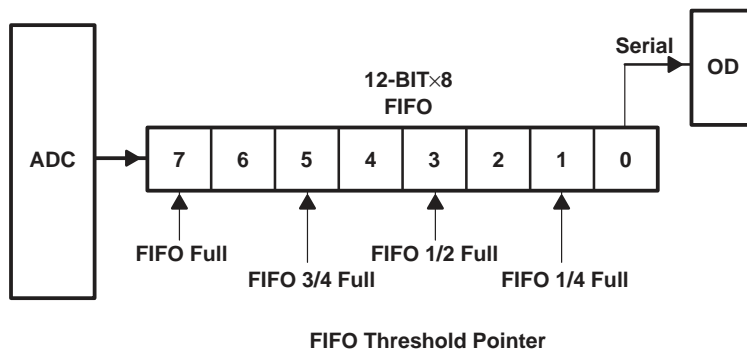 Serial
OD
12-BIT×8
FIFO
ADC
7 6 5 4 3 2 1 0
FIFO Full
FIFO 1/2 Full
FIFO 3/4 Full
FIFO 1/4 Full
FIFO Threshold Pointer